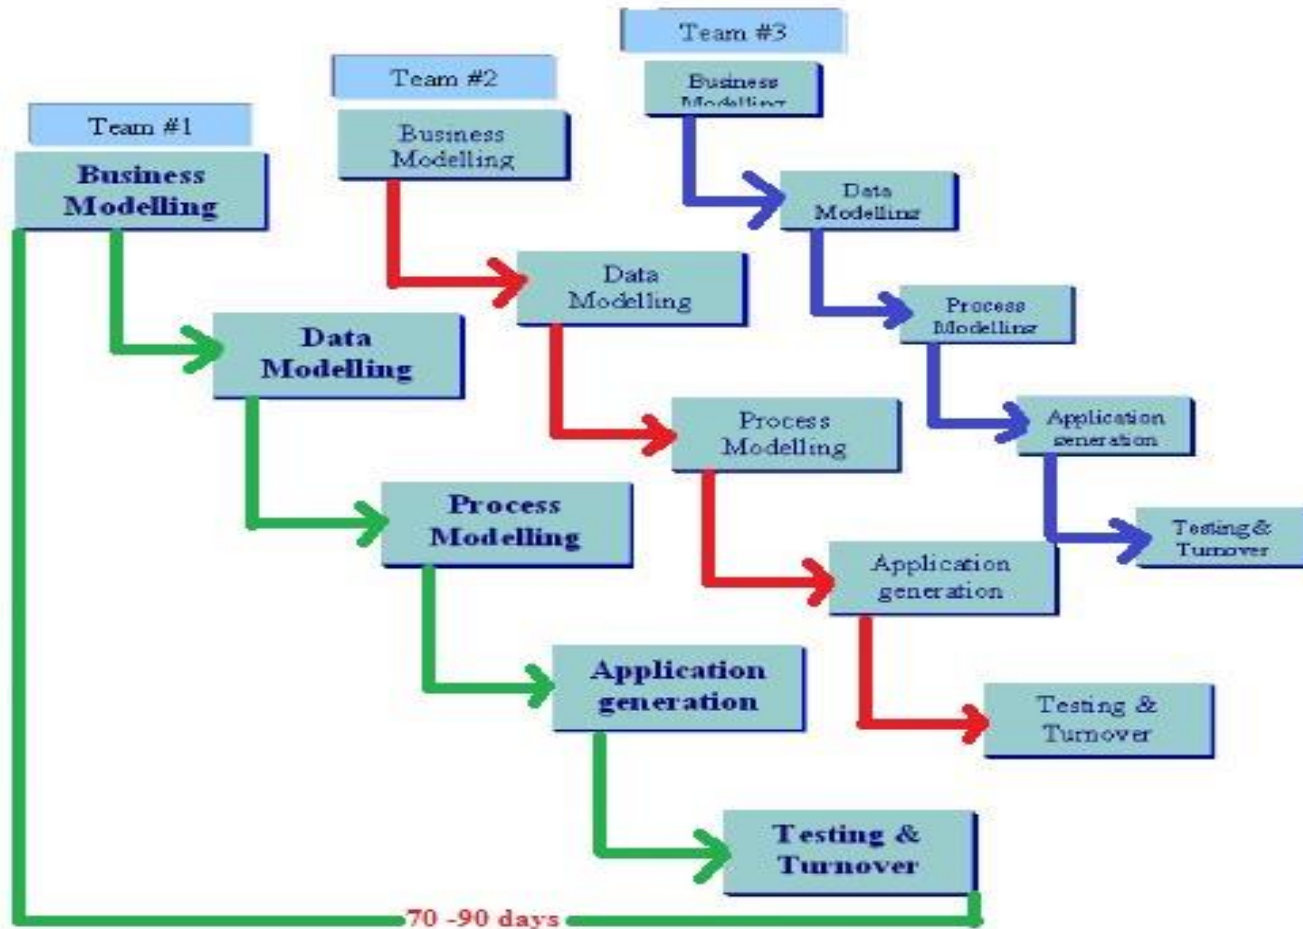 Team #1
Business
Modelling
Data
Modelling
Process
Modelling
Application
generation
Testing &
Turnover
70 -90 days
Team #2
Business
Modelling
Data
Modelling
Process
Modelling
Application
generation
Testing &
Turnover
Team #3
Business
Modelling
Data
Modelling
Process
Modelling
Application
generation
Testing &
Turnover